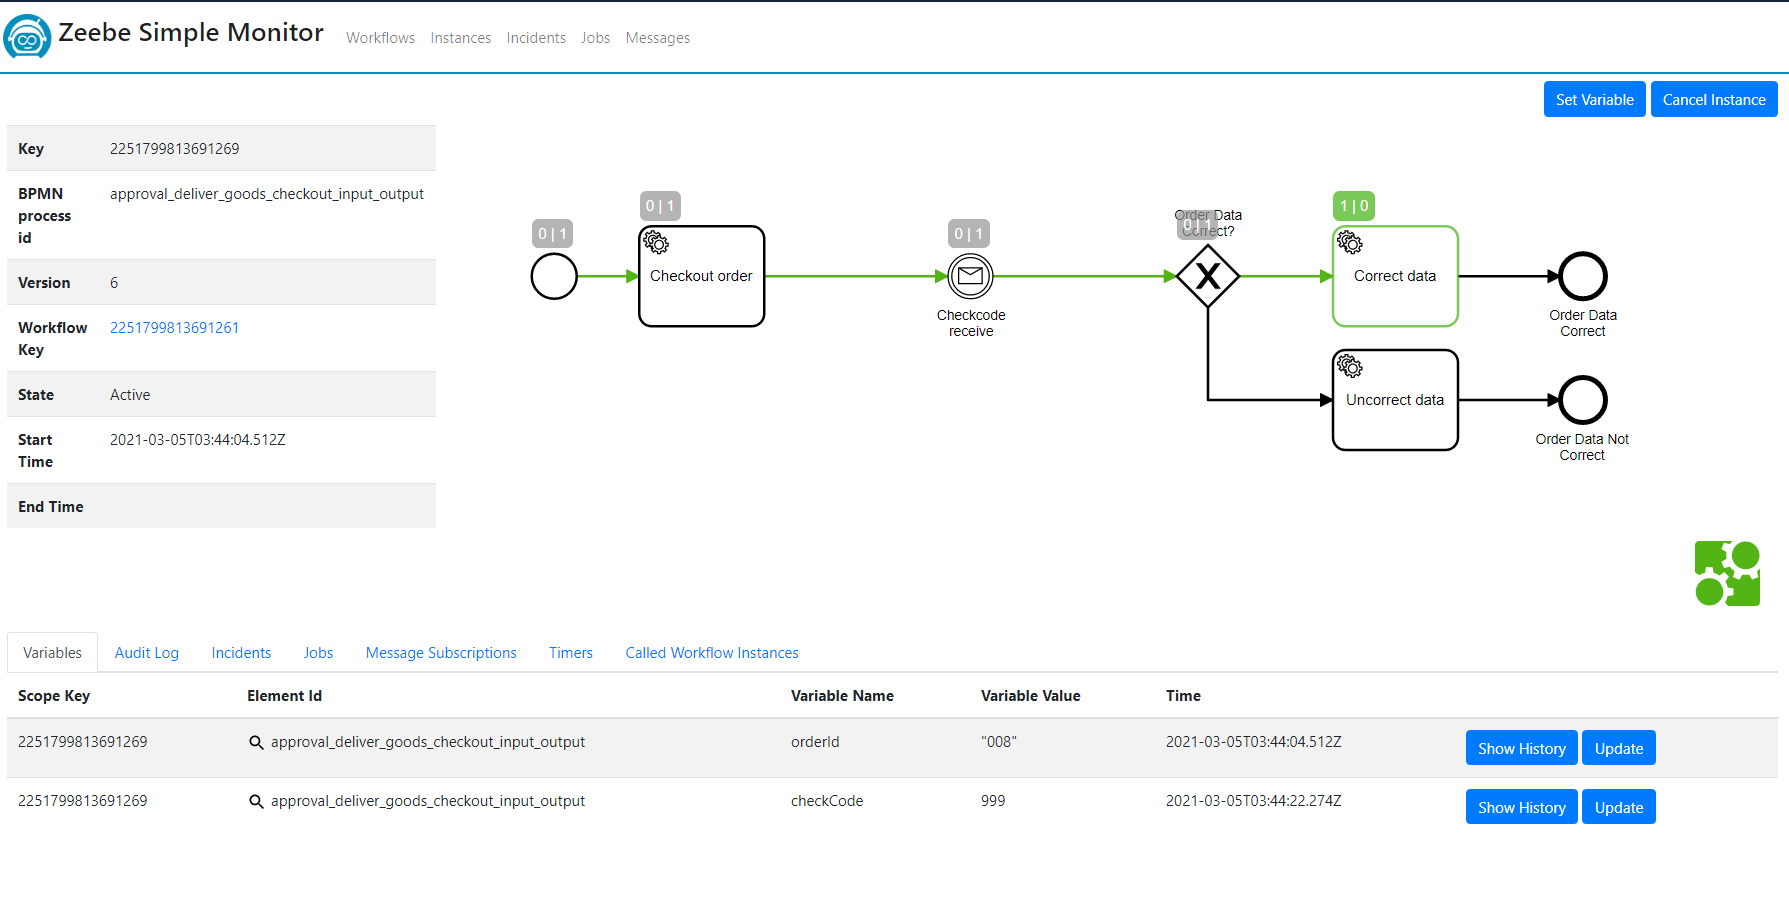 Zeebe Simple Monitor
Workflows Instances Incidents Jobs Messages
Set Variable Cancel Instance
Key 2251799813691269
BPMN process id approval_deliver_goods_checkout_input_output
Version 6
Workflow Key 2251799813691261
State Active
Start Time 2021-03-05T03:44:04.512Z
End Time
0 | 1
0 | 1
Checkout order
0 | 1
Checkcode
receive
Order Data
Correct?
0 | 1
X
1 | 0
Correct data
Order Data
Correct
Uncorrect data
Order Data Not
Correct
Variables Audit Log Incidents Jobs Message Subscriptions Timers Called Workflow Instances
Scope Key Element Id Variable Name Variable Value Time
2251799813691269 approval_deliver_goods_checkout_input_output orderId "008" 2021-03-05T03:44:04.512Z Show History Update
2251799813691269 approval_deliver_goods_checkout_input_output checkCode 999 2021-03-05T03:44:22.274Z Show History Update